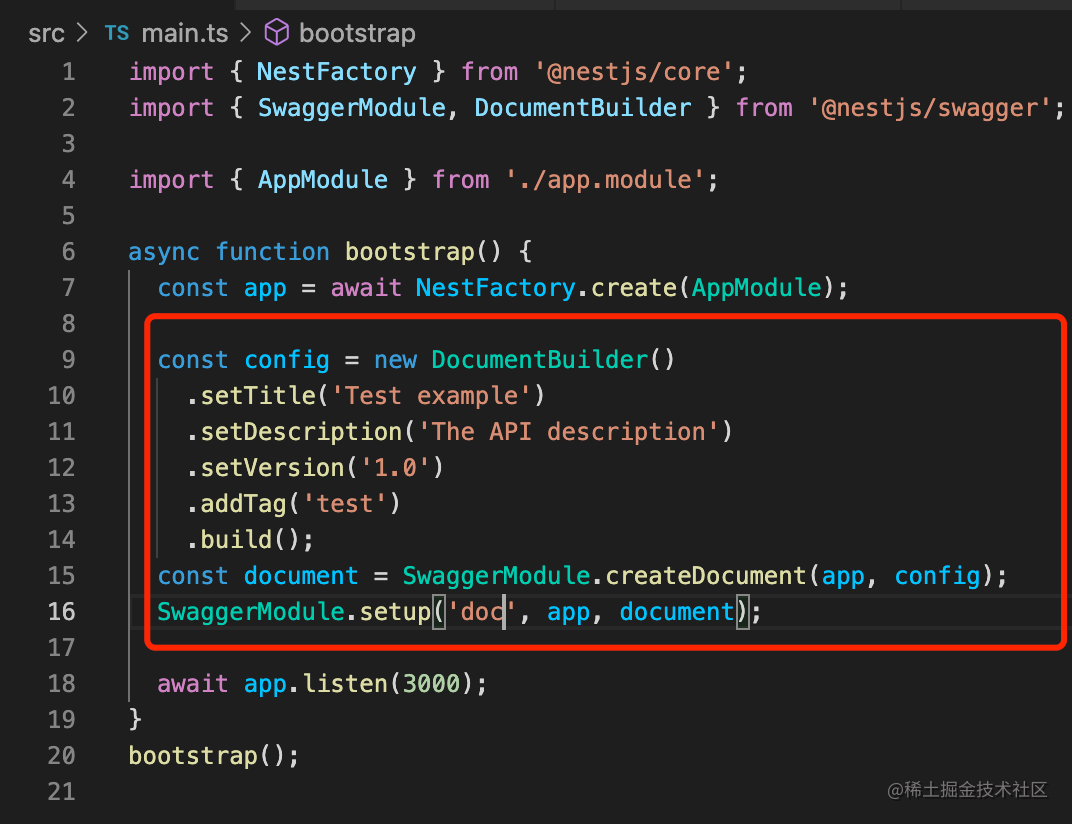 src > TS main.ts > bootstrap
1 import { NestFactory } from '@nestjs/core';
2 import { SwaggerModule, DocumentBuilder } from '@nestjs/swagger';
3
4 import { AppModule } from './app.module';
5
6 async function bootstrap() {
7   const app = await NestFactory.create(AppModule);
8
9   const config = new DocumentBuilder()
10     .setTitle('Test example')
11     .setDescription('The API description')
12     .setVersion('1.0')
13     .addTag('test')
14     .build();
15   const document = SwaggerModule.createDocument(app, config);
16   SwaggerModule.setup('doc', app, document);
17
18   await app.listen(3000);
19 }
20 bootstrap();
21
@稀土掘金技术社区